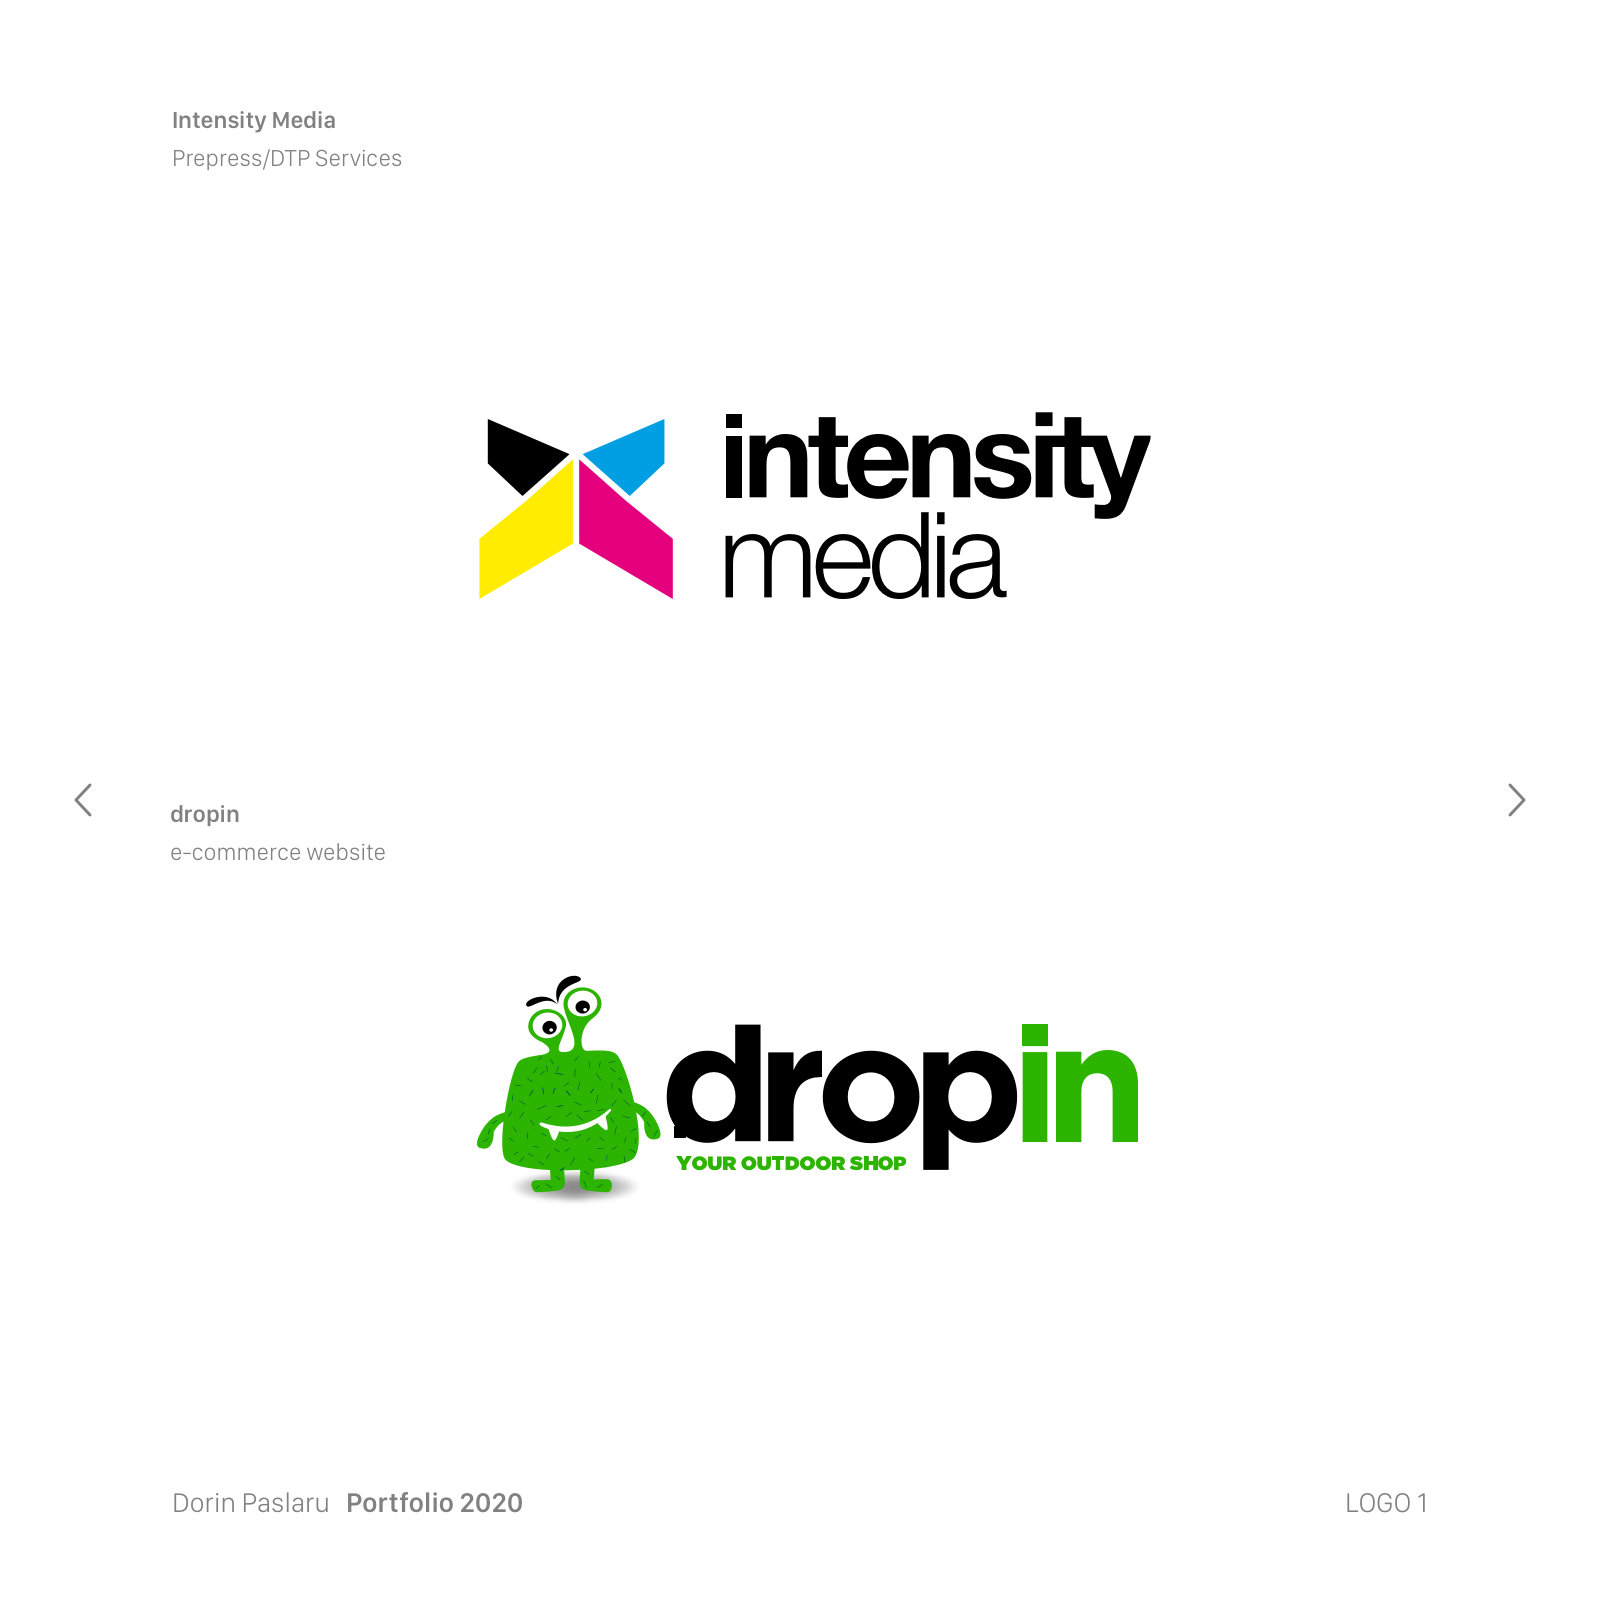 Intensity Media
Prepress/DTP Services
intensity
media
dropin
e-commerce website
dropin
YOUR OUTDOOR SHOP
Dorin Paslaru Portfolio 2020
LOGO 1